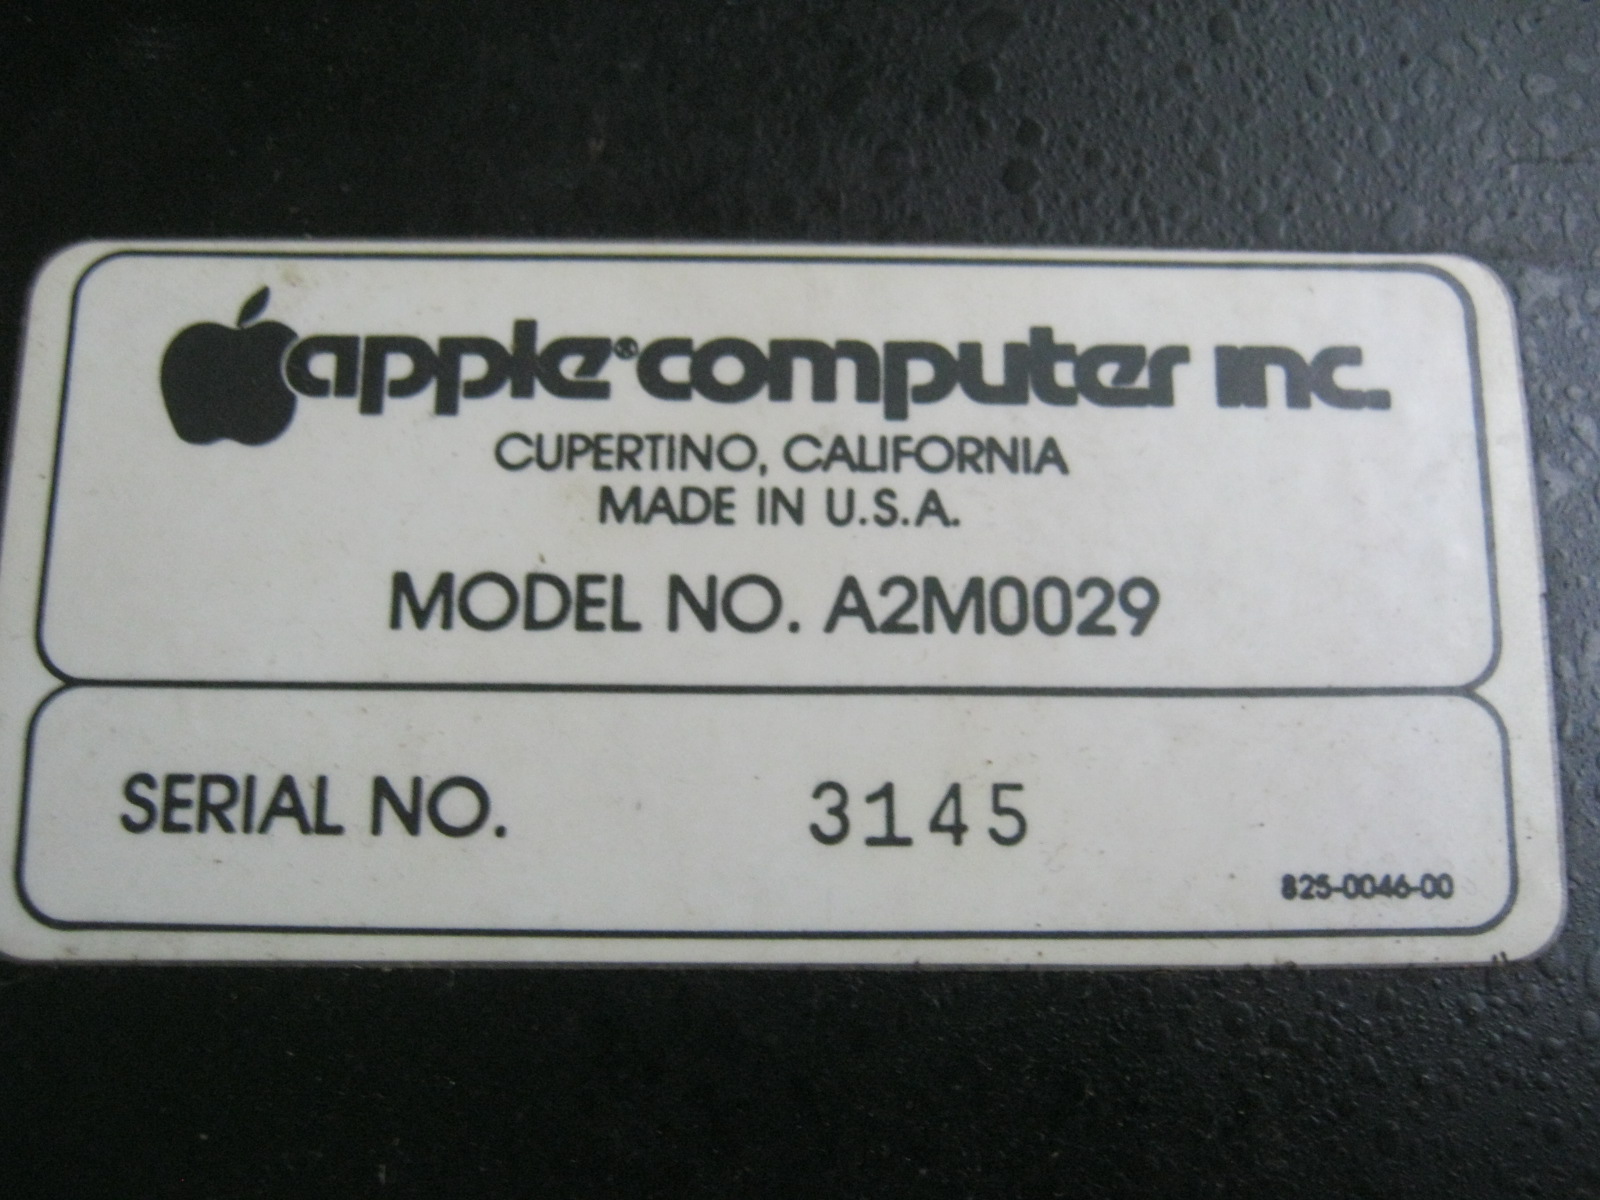 apple® computer inc.
CUPERTINO, CALIFORNIA
MADE IN U.S.A.
MODEL NO. A2M0029
SERIAL NO. 3145
825-0046-00